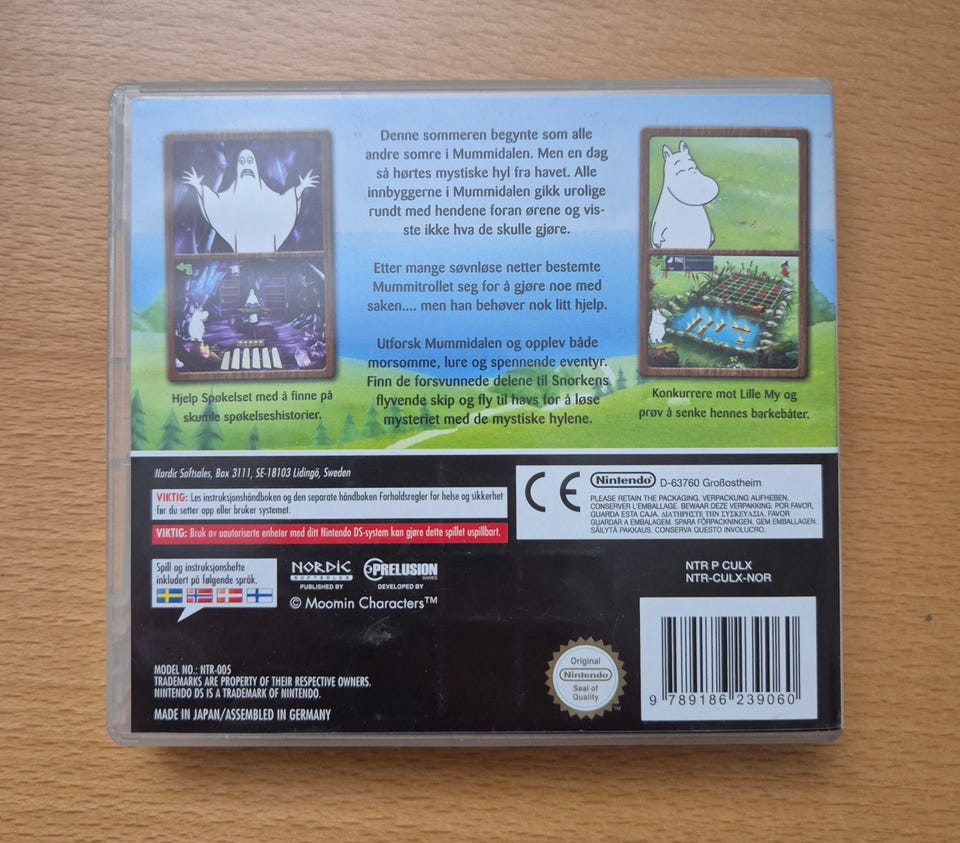 Denne sommeren begynte som alle
andre somre i Mummidalen. Men en dag
så hørtes mystiske hyl fra havet. Alle
innbyggerne i Mummidalen gikk urolige
rundt med hendene foran ørene og vis-
ste ikke hva de skulle gjøre.
Etter mange søvnløse netter bestemte
Mummitrollet seg for å gjøre noe med
saken.... men han behøver nok litt hjelp.
Utforsk Mummidalen og opplev både
morsomme, lure og spennende eventyr.
Finn de forsvunnede delene til Snorkens
flyvende skip og fly til havs for å løse
mysteriet med de mystiske hylene.
Hjelp Spøkelset med å finne på
skumle spøkelseshistorier.
Konkurrere mot Lille My og
prøv å senke hennes barkebåter.
Nordic Softsales, Box 3111, SE-18103 Lidingö, Sweden
VIKTIG: Les instruksjonshåndboken og den separate håndboken Forholdsregler for helse og sikkerhet
før du setter opp eller bruker systemet.
VIKTIG: Bruk av uautoriserte enheter med ditt Nintendo DS-system kan gjøre dette spillet uspillbart.
CE
Nintendo D-63760 Großostheim
PLEASE RETAIN THE PACKAGING. VERPACKUNG AUFHEBEN.
CONSERVER L'EMBALLAGE. BEWAAR DEZE VERPAKKING. POR FAVOR,
GUARDA ESTA CAJA. ΔΙΑΤΗΡΗΣΤΕ ΤΗΝ ΣΥΣΚΕΥΑΣΙΑ. FAVOR
GUARDAR A EMBALAGEM. SPARA FÖRPACKNINGEN. GEM EMBALLAGEN.
SÄILYTÄ PAKKAUS. CONSERVA QUESTO INVOLUCRO.
Spill og instruksjonshefte
inkludert på følgende språk.
NORDIC
SOFTSALES
PUBLISHED BY
PRELUSION
GAMES
DEVELOPED BY
© Moomin Characters™
NTR P CULX
NTR-CULX-NOR
MODEL NO.: NTR-005
TRADEMARKS ARE PROPERTY OF THEIR RESPECTIVE OWNERS.
NINTENDO DS IS A TRADEMARK OF NINTENDO.
MADE IN JAPAN/ASSEMBLED IN GERMANY
Original
Nintendo
Seal of
Quality
TM
9 789186 239060